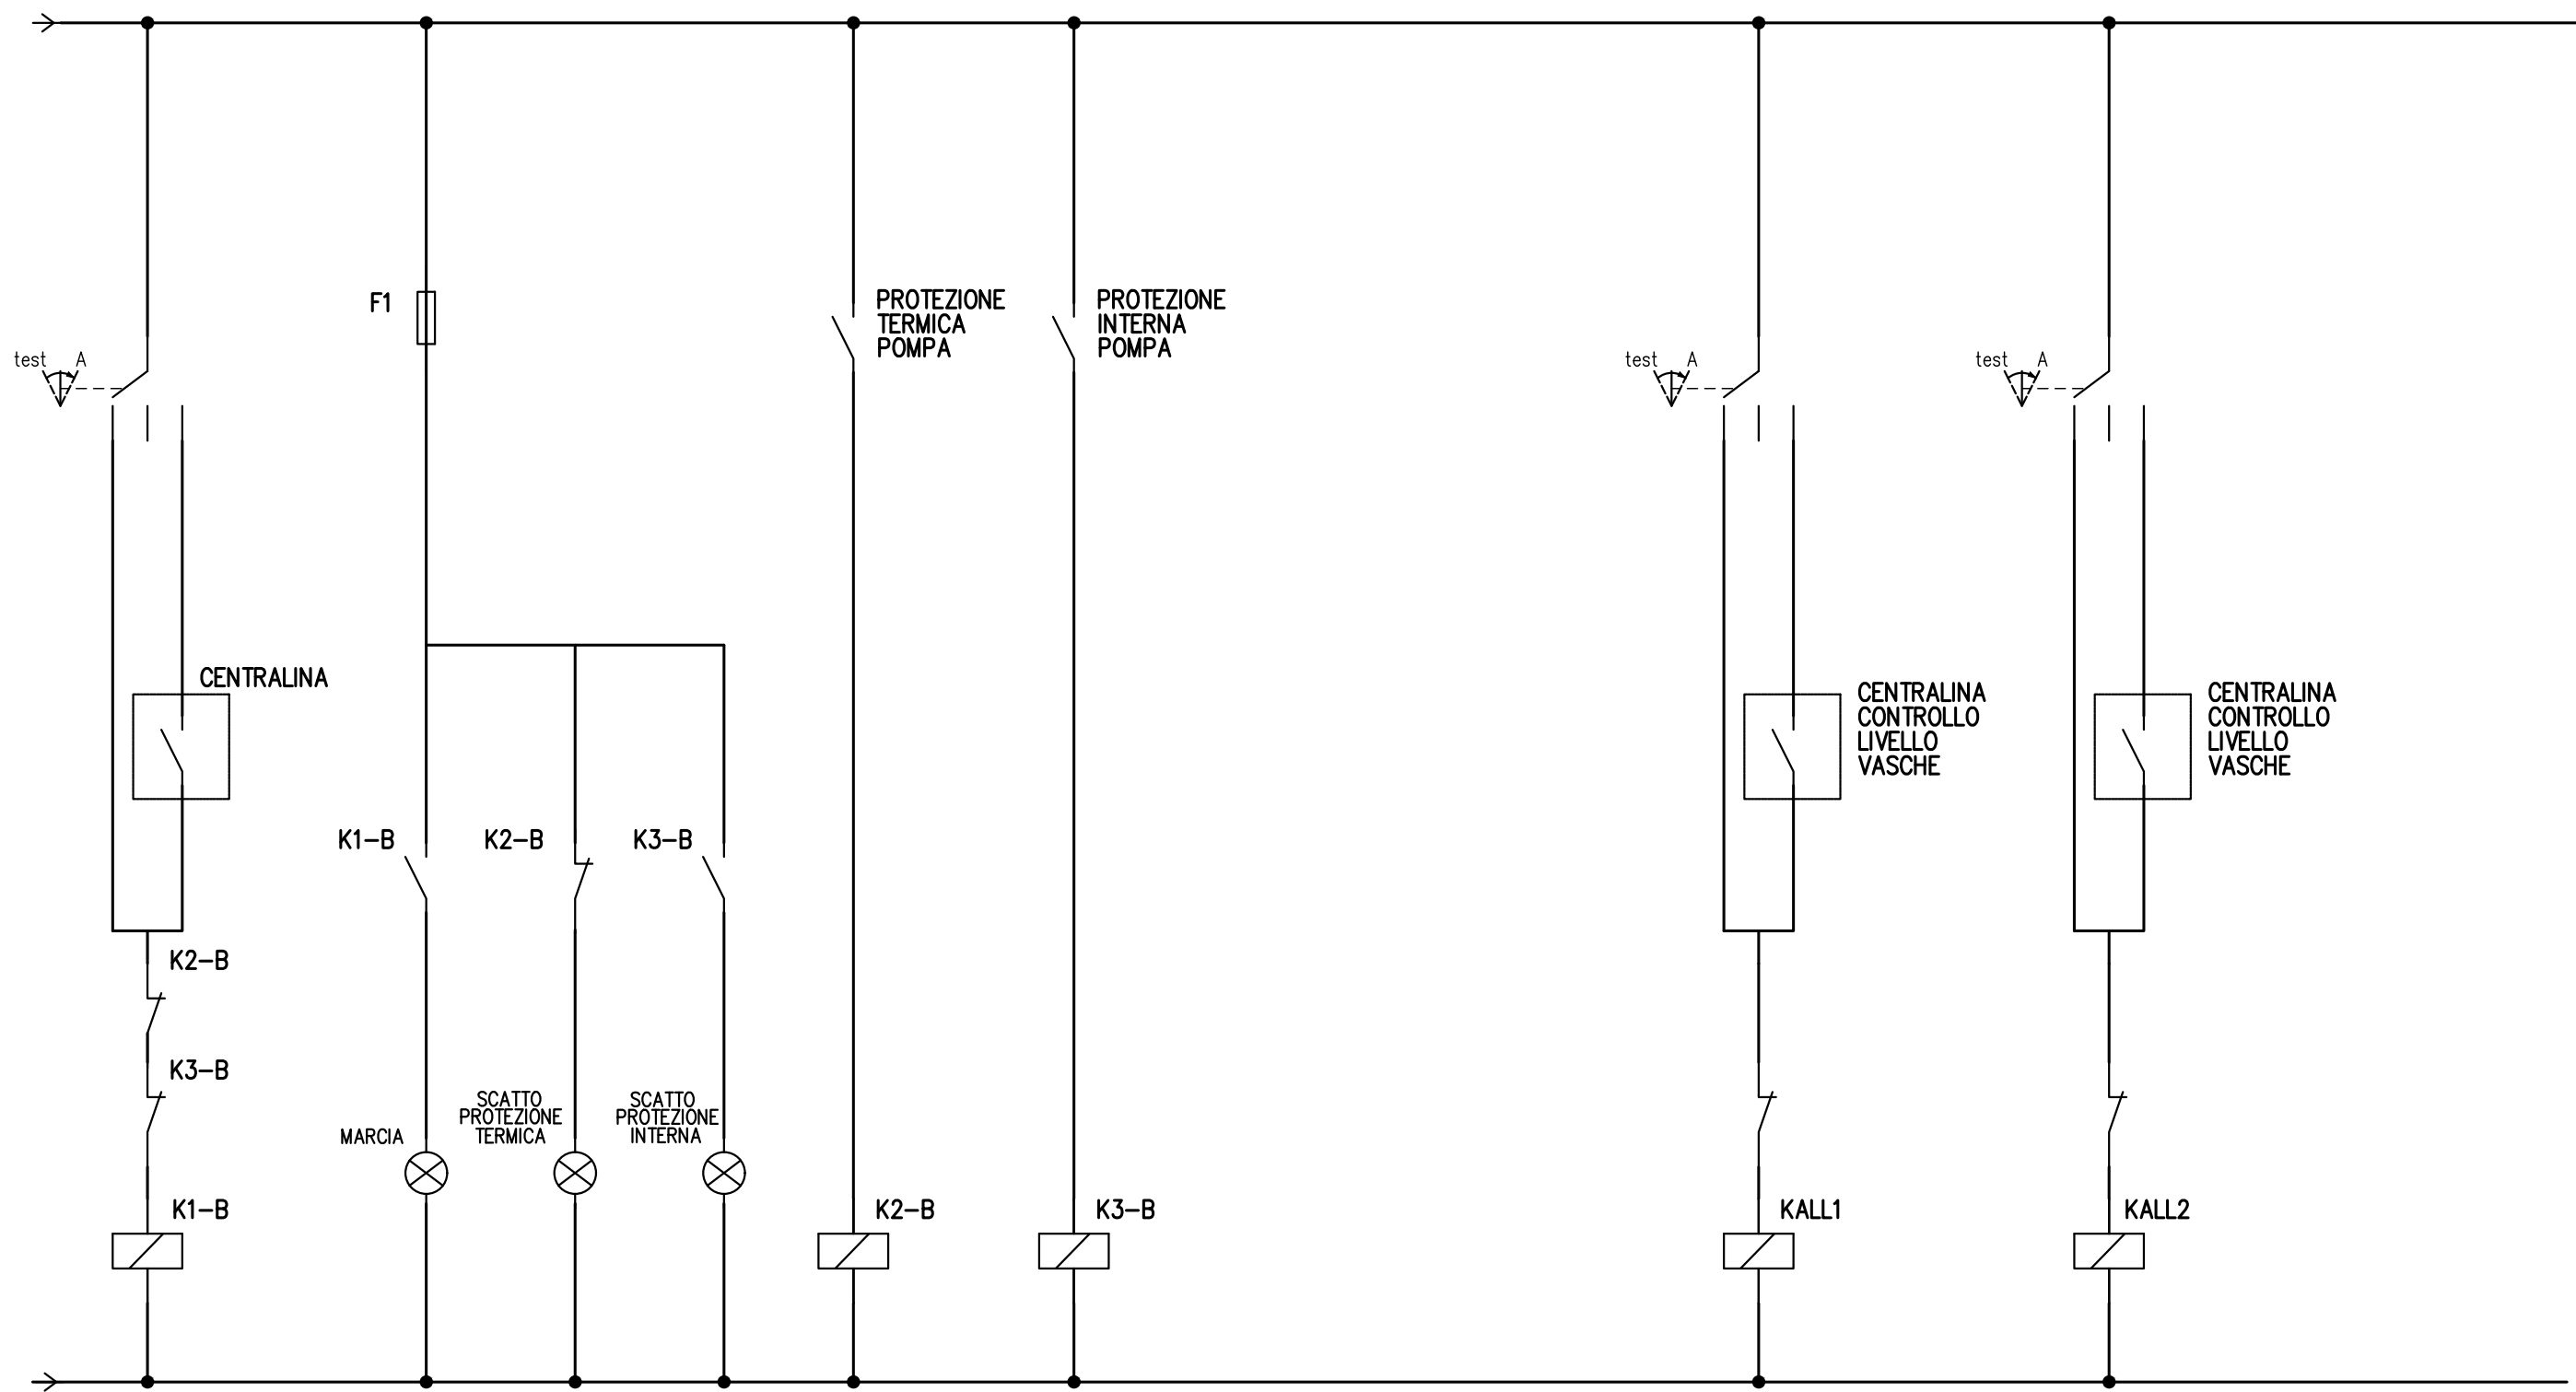 F1
PROTEZIONE
TERMICA
POMPA
PROTEZIONE
INTERNA
POMPA
test A
test A
test A
CENTRALINA
CENTRALINA
CONTROLLO
LIVELLO
VASCHE
CENTRALINA
CONTROLLO
LIVELLO
VASCHE
K1-B
K2-B
K3-B
K2-B
K3-B
MARCIA
SCATTO
PROTEZIONE
TERMICA
SCATTO
PROTEZIONE
INTERNA
K1-B
K2-B
K3-B
KALL1
KALL2